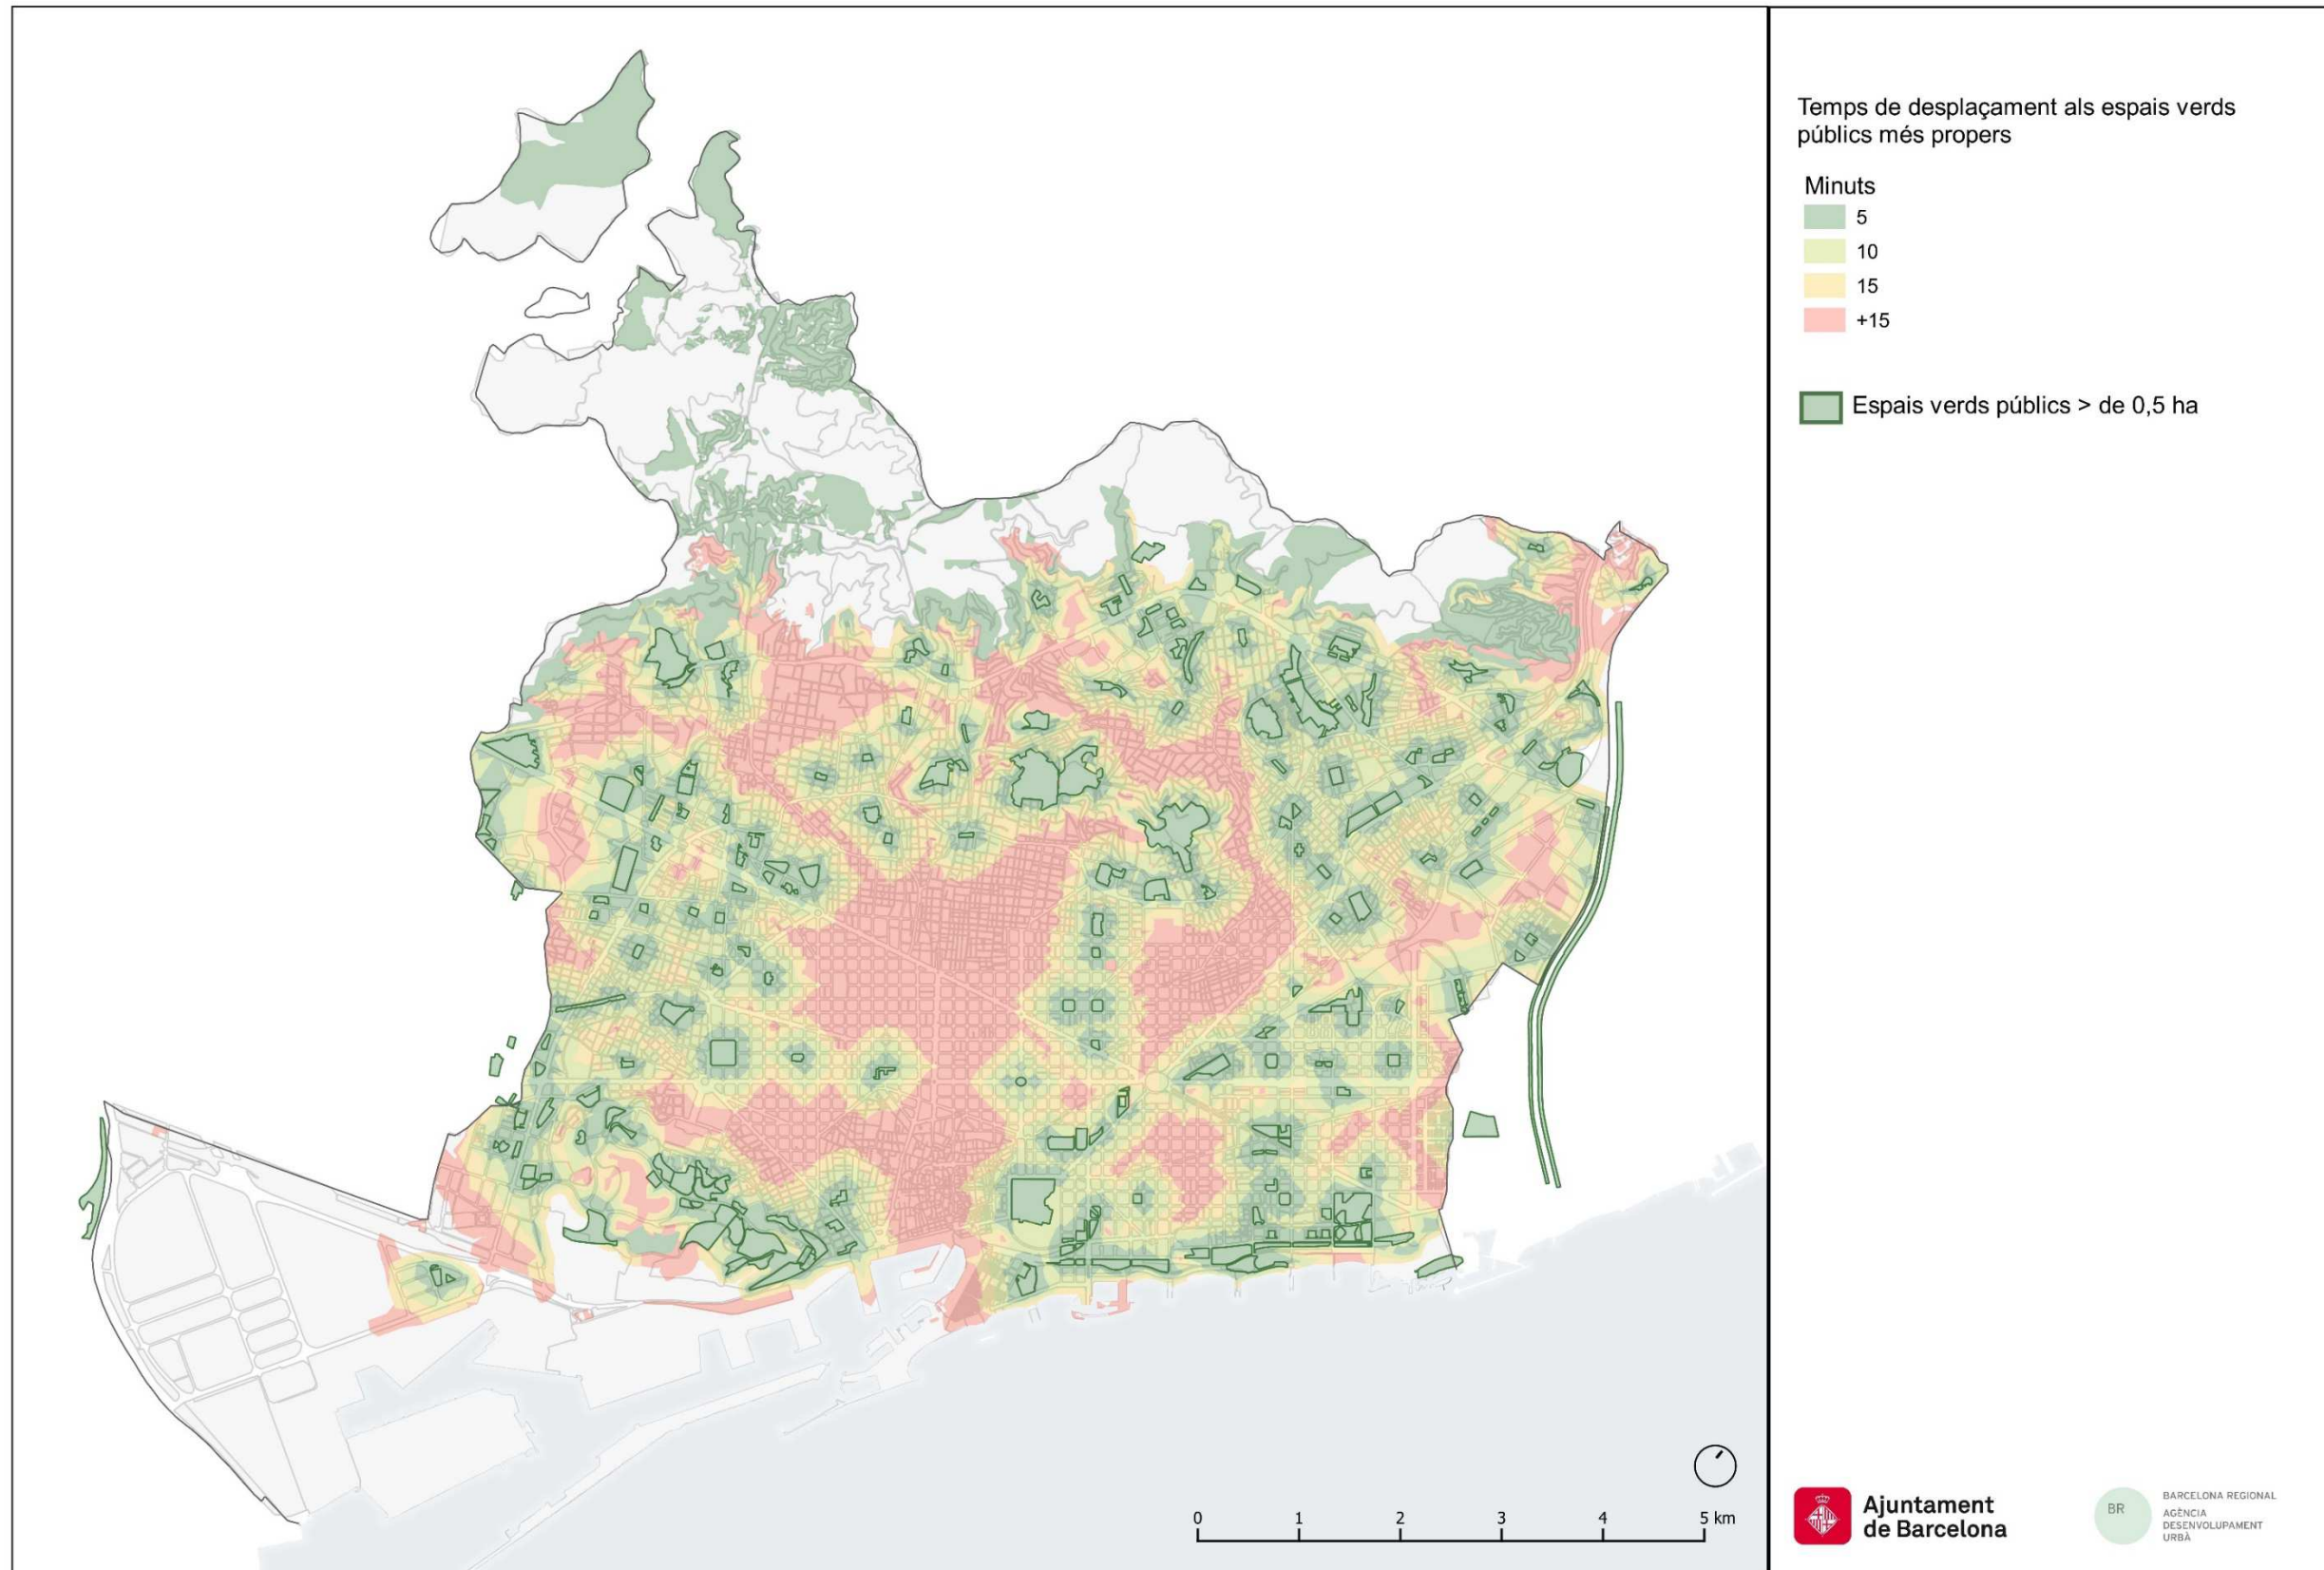 Temps de desplaçament als espais verds
públics més propers
Minuts
5
10
15
+15
Espais verds públics > de 0,5 ha
0 1 2 3 4 5 km
Ajuntament
de Barcelona
BR
BARCELONA REGIONAL
AGÈNCIA
DESENVOLUPAMENT
URBÀ